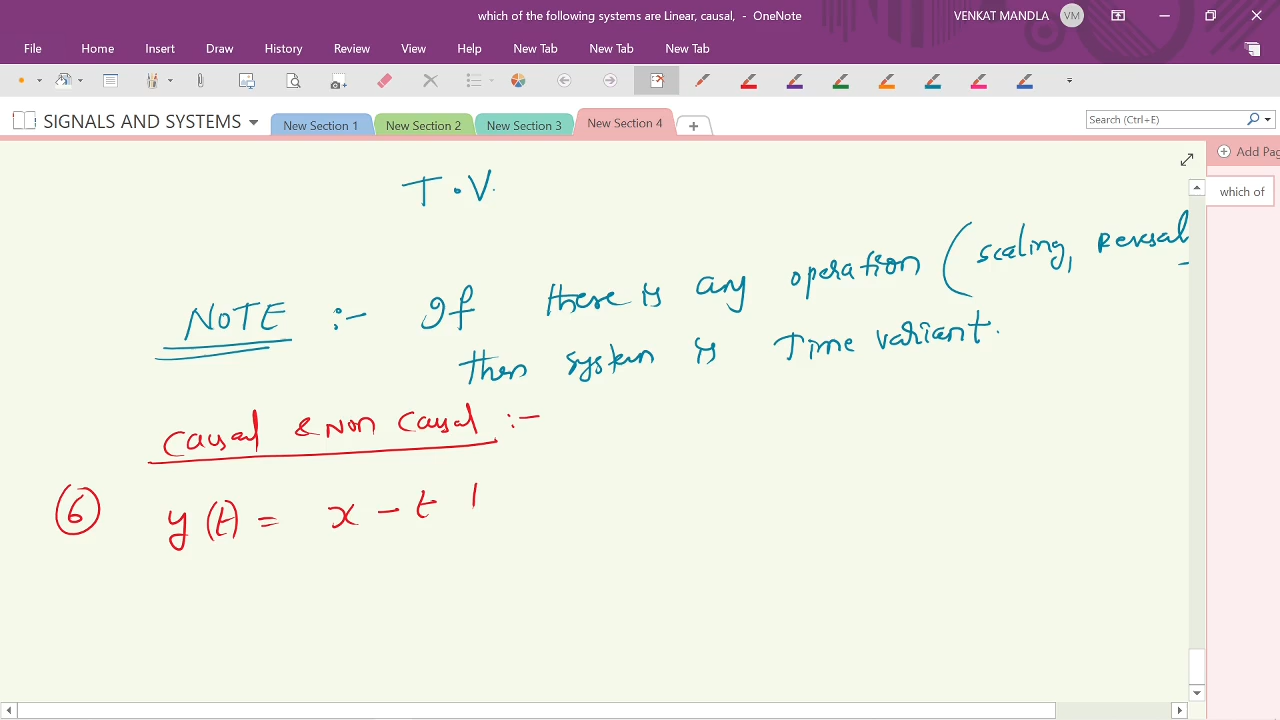 which of the following systems are Linear, causal, - OneNote
VENKAT MANDLA VM
File Home Insert Draw History Review View Help New Tab New Tab New Tab
SIGNALS AND SYSTEMS New Section 1 New Section 2 New Section 3 New Section 4 Search (Ctrl+E)
Add Pag
which of
T.V.
NOTE :- If there is any operation (scaling, Reversal
then system is Time variant.
Causal & Non Causal :-
6 y(t) = x - t